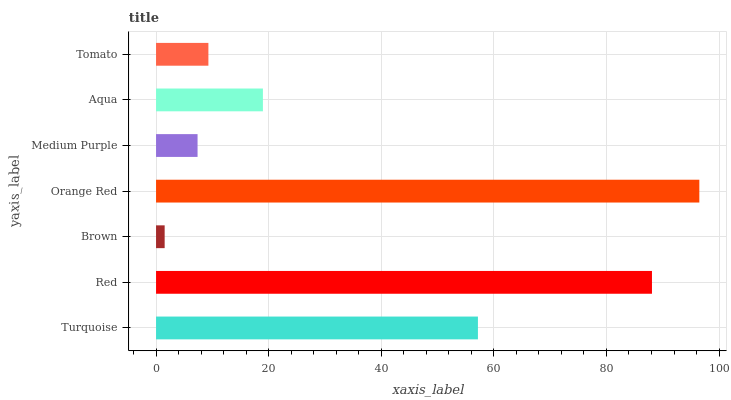 title
yaxis_label
Tomato
Aqua
Medium Purple
Orange Red
Brown
Red
Turquoise
0 20 40 60 80 100
xaxis_label